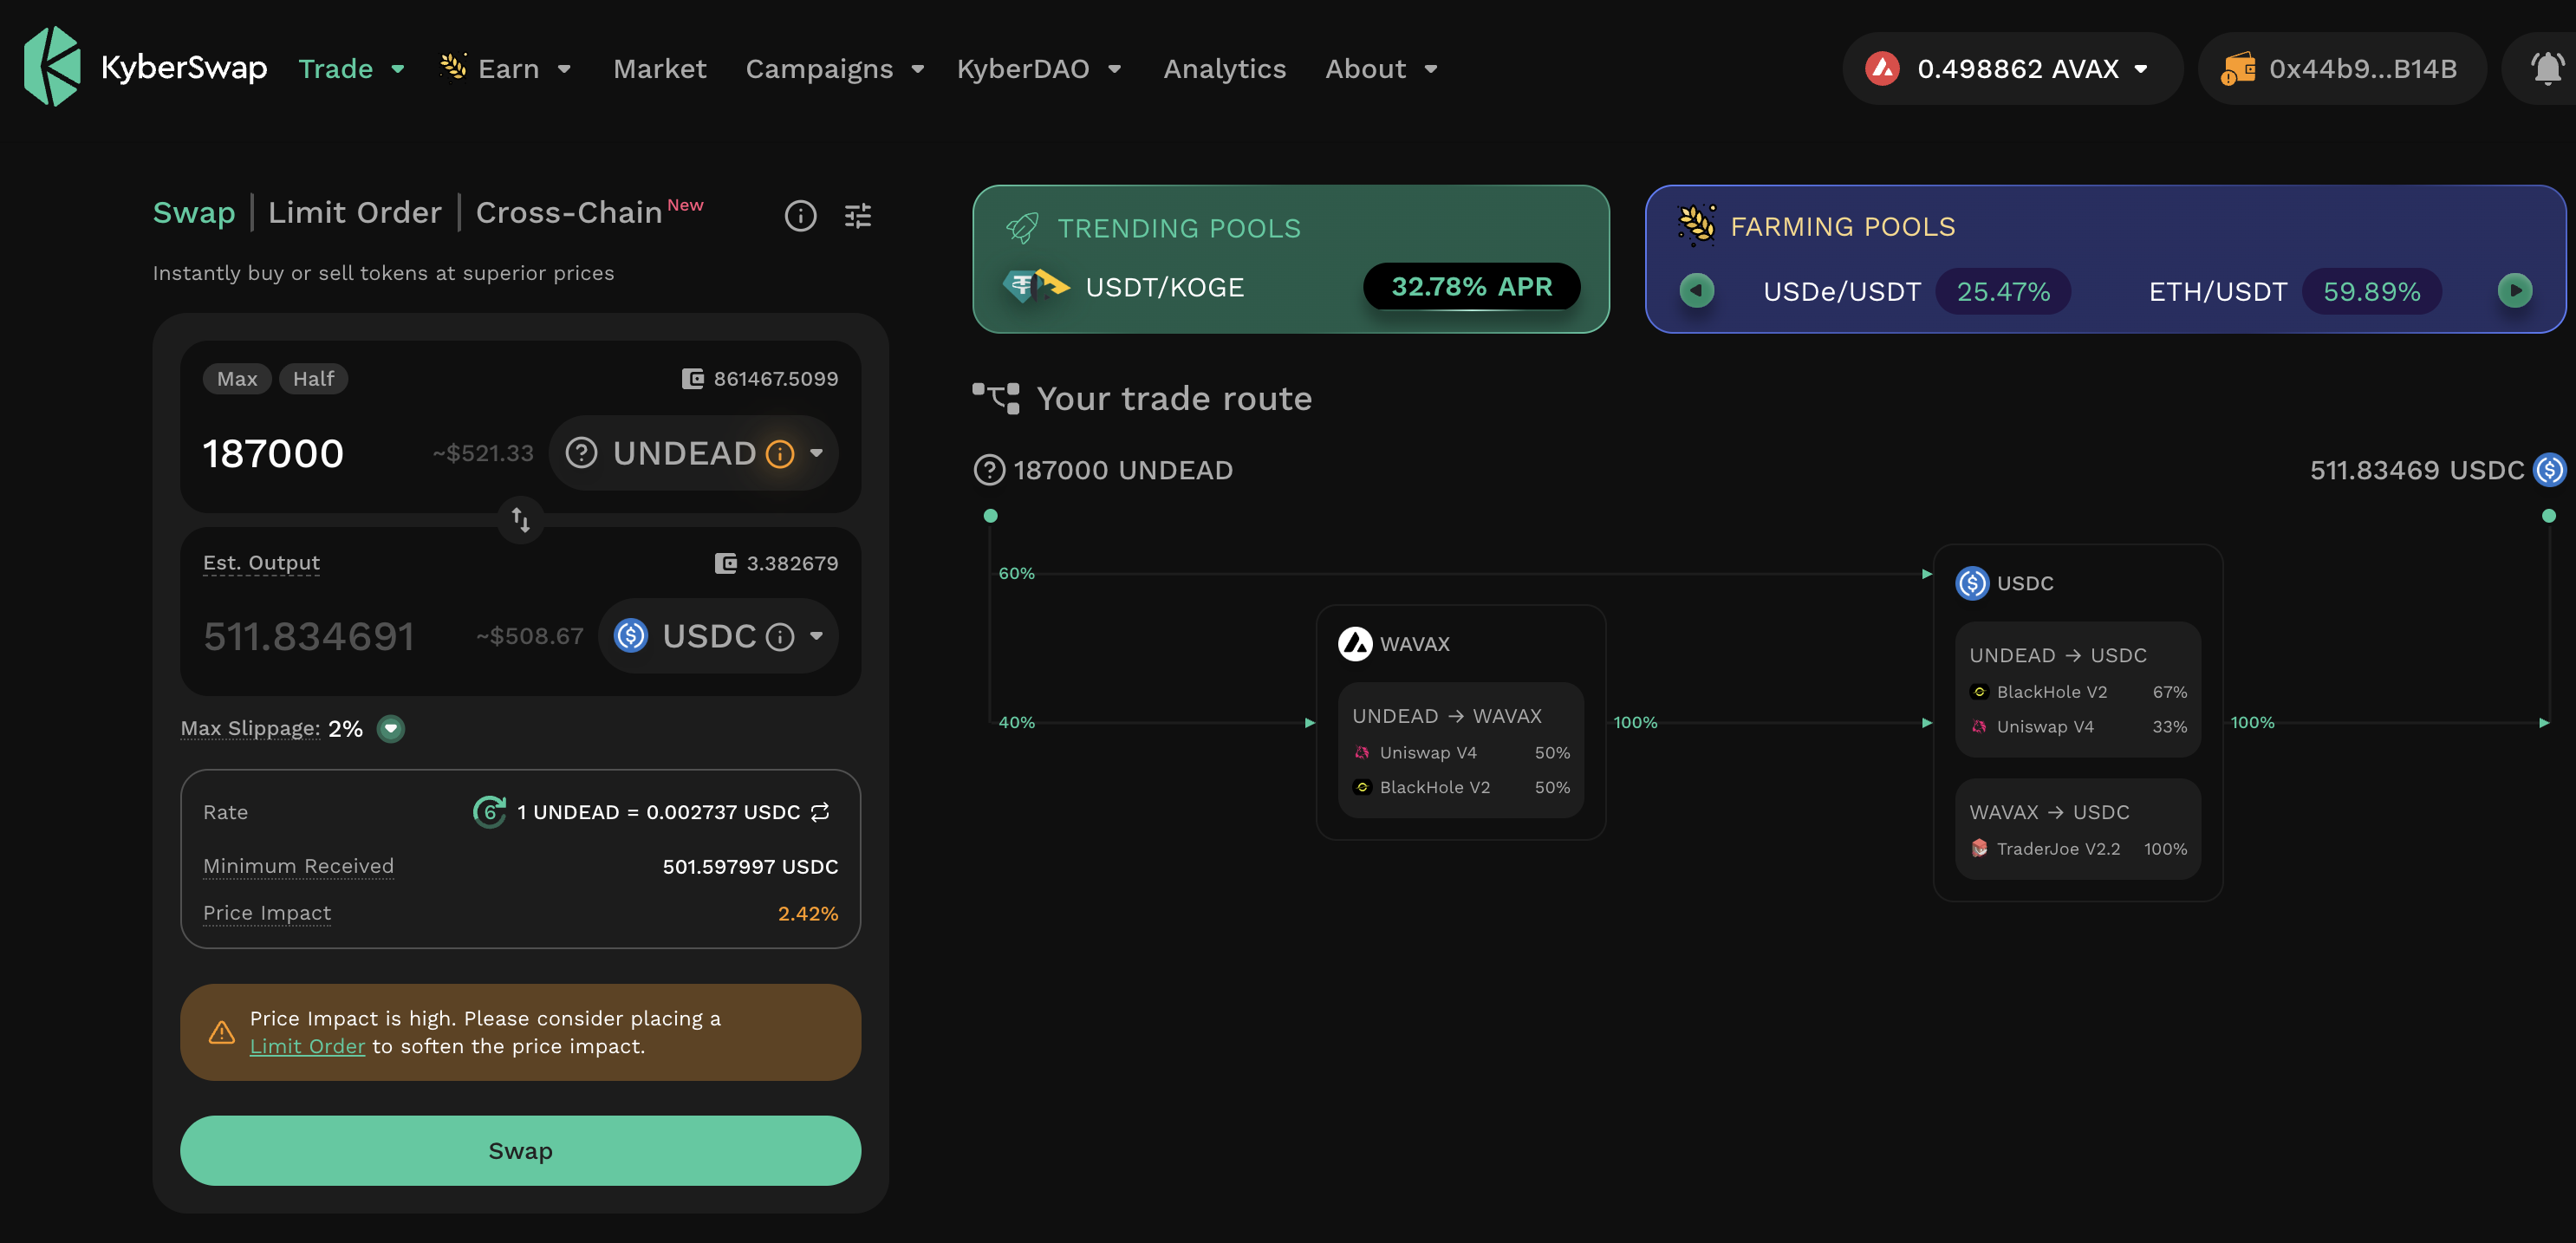 KyberSwap Trade Earn Market Campaigns KyberDAO Analytics About 0.498862 AVAX 0x44b9...B14B
Swap | Limit Order | Cross-Chain New
Instantly buy or sell tokens at superior prices
Max Half 861467.5099
187000 ~$521.33 UNDEAD
Est. Output 3.382679
511.834691 ~$508.67 USDC
Max Slippage: 2%
Rate 6 1 UNDEAD = 0.002737 USDC
Minimum Received 501.597997 USDC
Price Impact 2.42%
Price Impact is high. Please consider placing a
Limit Order to soften the price impact.
Swap
TRENDING POOLS
USDT/KOGE 32.78% APR
FARMING POOLS
USDe/USDT 25.47% ETH/USDT 59.89%
Your trade route
187000 UNDEAD 511.83469 USDC
60%
40%
WAVAX
UNDEAD → WAVAX
Uniswap V4 50%
BlackHole V2 50%
100%
USDC
UNDEAD → USDC
BlackHole V2 67%
Uniswap V4 33%
WAVAX → USDC
TraderJoe V2.2 100%
100%